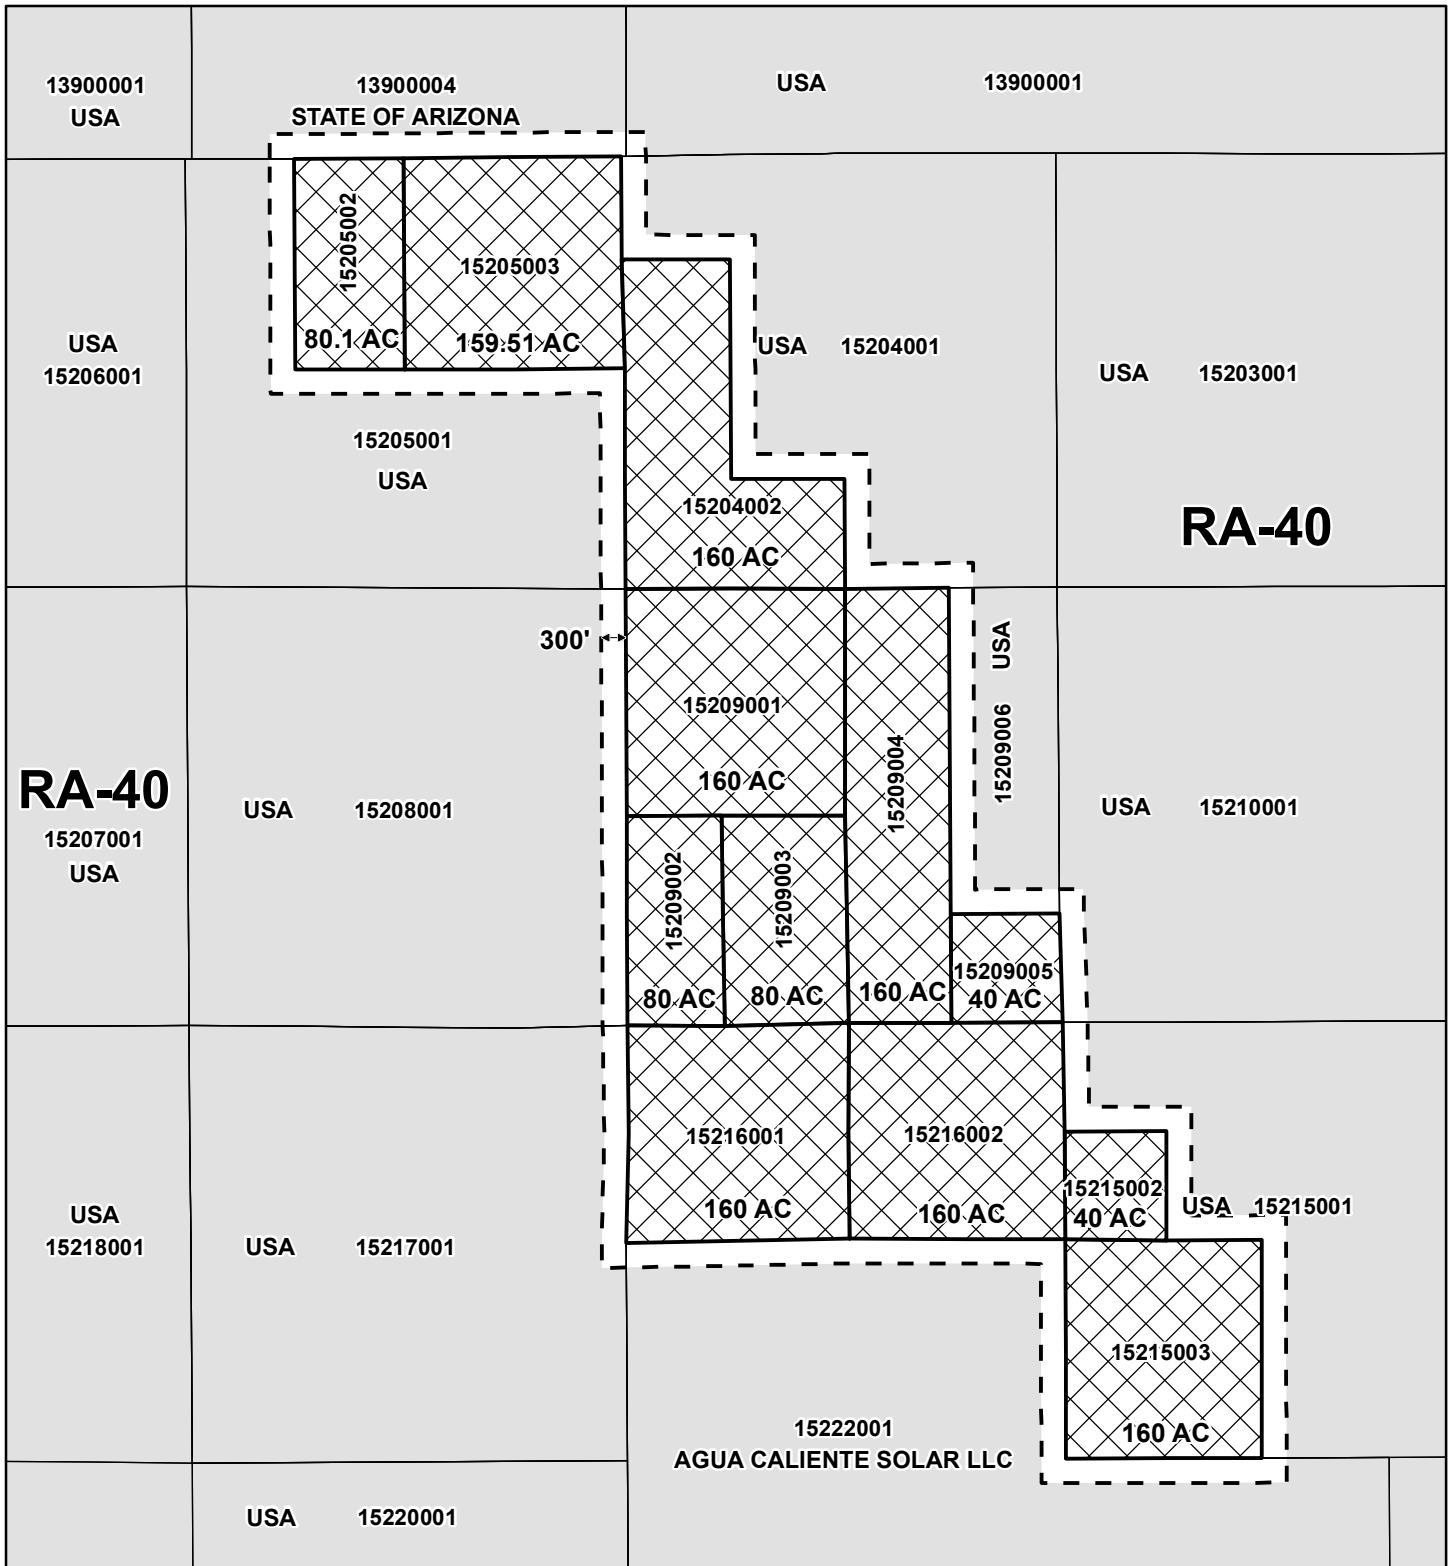 13900001
USA
13900004
STATE OF ARIZONA
USA 13900001
15205002
80.1 AC
15205003
159.51 AC
USA
15206001
15205001
USA
USA 15204001
USA 15203001
RA-40
15204002
160 AC
300'
15209001
160 AC
15209004
160 AC
15209006 USA
RA-40
15207001
USA
USA 15208001
USA 15210001
15209002
80 AC
15209003
80 AC
15209005
40 AC
15216001
160 AC
15216002
160 AC
15215002
40 AC
USA 15215001
USA
15218001
USA 15217001
15215003
160 AC
15222001
AGUA CALIENTE SOLAR LLC
USA 15220001